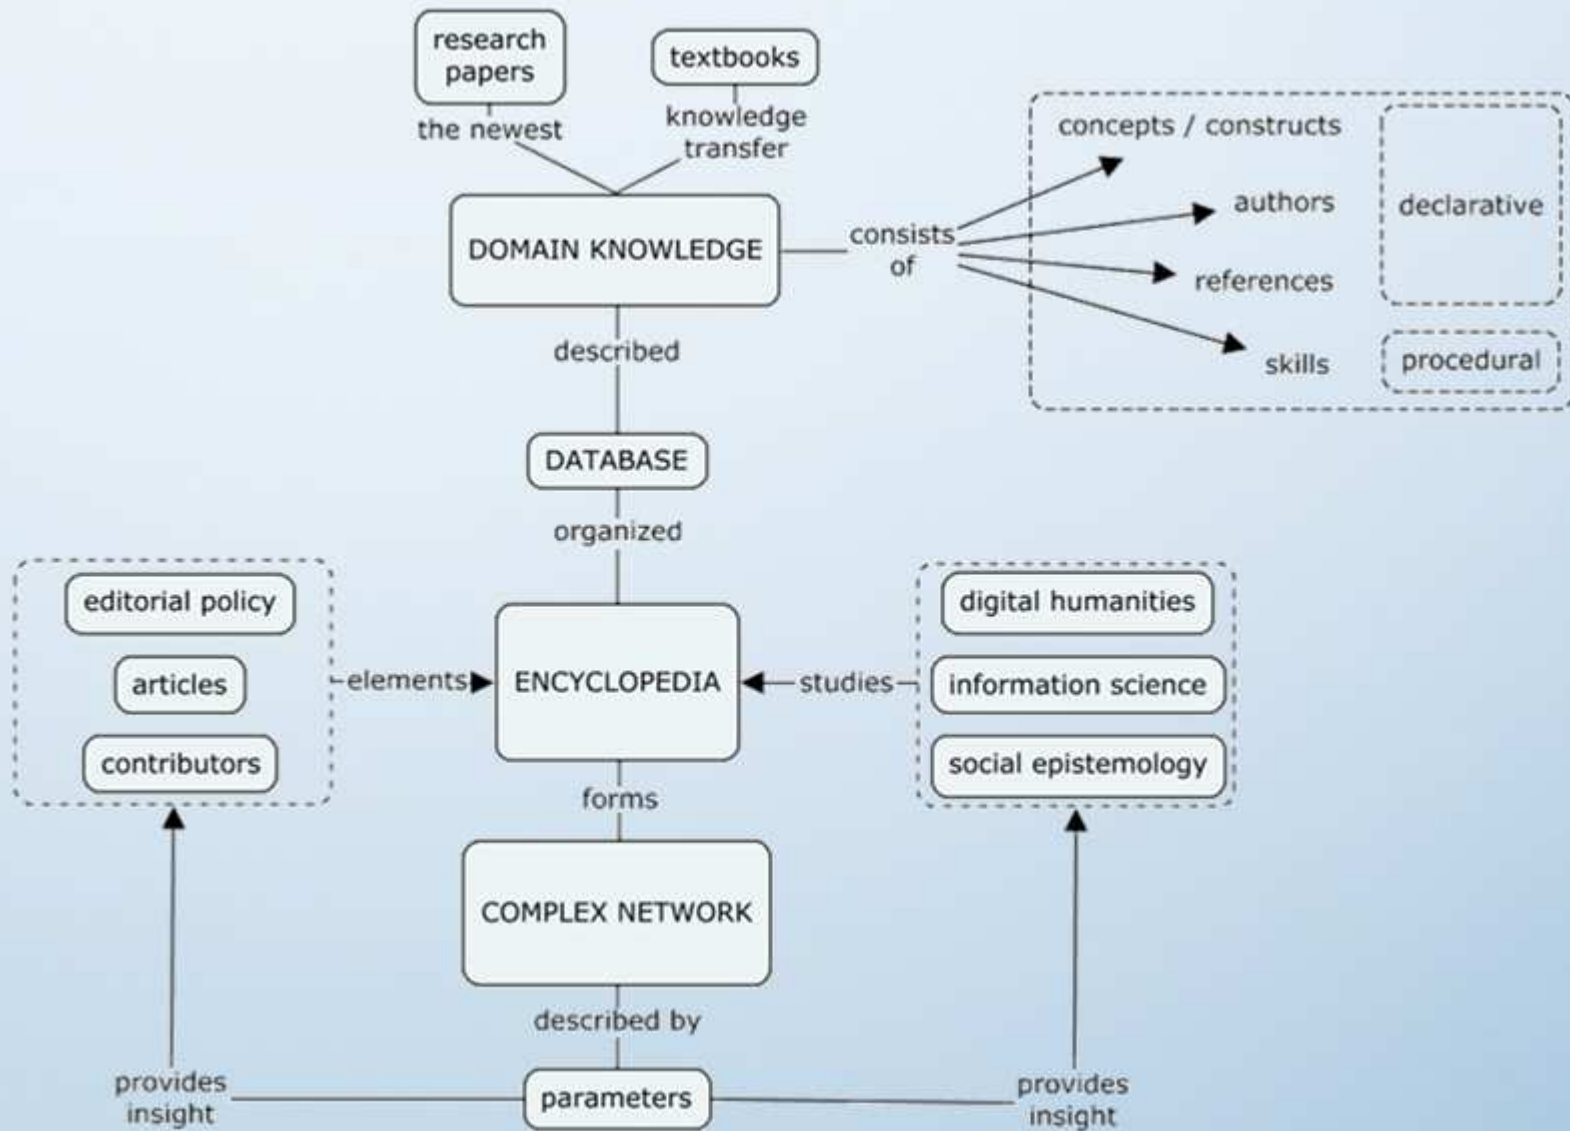 research
papers
textbooks
the newest
knowledge
transfer
concepts / constructs
authors
declarative
DOMAIN KNOWLEDGE
consists
of
references
skills
procedural
described
DATABASE
organized
editorial policy
articles
contributors
elements
ENCYCLOPEDIA
studies
digital humanities
information science
social epistemology
forms
COMPLEX NETWORK
described by
provides
insight
parameters
provides
insight